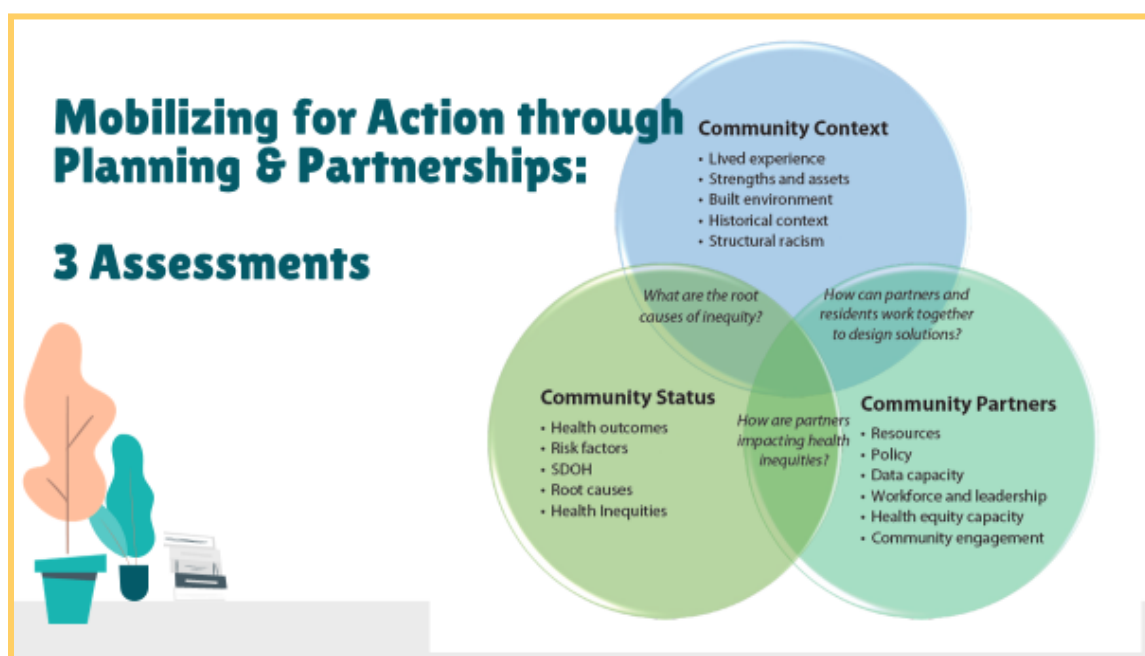 Mobilizing for Action through
Planning & Partnerships:
3 Assessments
Community Context
• Lived experience
• Strengths and assets
• Built environment
• Historical context
• Structural racism
What are the root
causes of inequity?
How can partners and
residents work together
to design solutions?
Community Status
• Health outcomes
• Risk factors
• SDOH
• Root causes
• Health Inequities
How are partners
impacting health
inequities?
Community Partners
• Resources
• Policy
• Data capacity
• Workforce and leadership
• Health equity capacity
• Community engagement